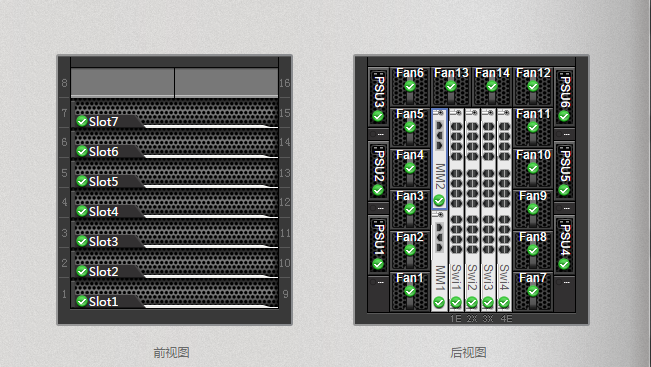 8
16
7
Slot7
15
6
Slot6
14
5
Slot5
13
4
Slot4
12
3
Slot3
11
2
Slot2
10
1
Slot1
9
前视图
PSU3
Fan6
Fan13
Fan14
Fan12
PSU6
Fan5
Fan11
...
...
PSU2
Fan4
MM2
Fan10
PSU5
Fan3
Fan9
...
...
PSU1
Fan2
Fan8
PSU4
Fan1
MM1
Swi1
Swi2
Swi3
Swi4
Fan7
...
...
1E
2X
3X
4E
后视图